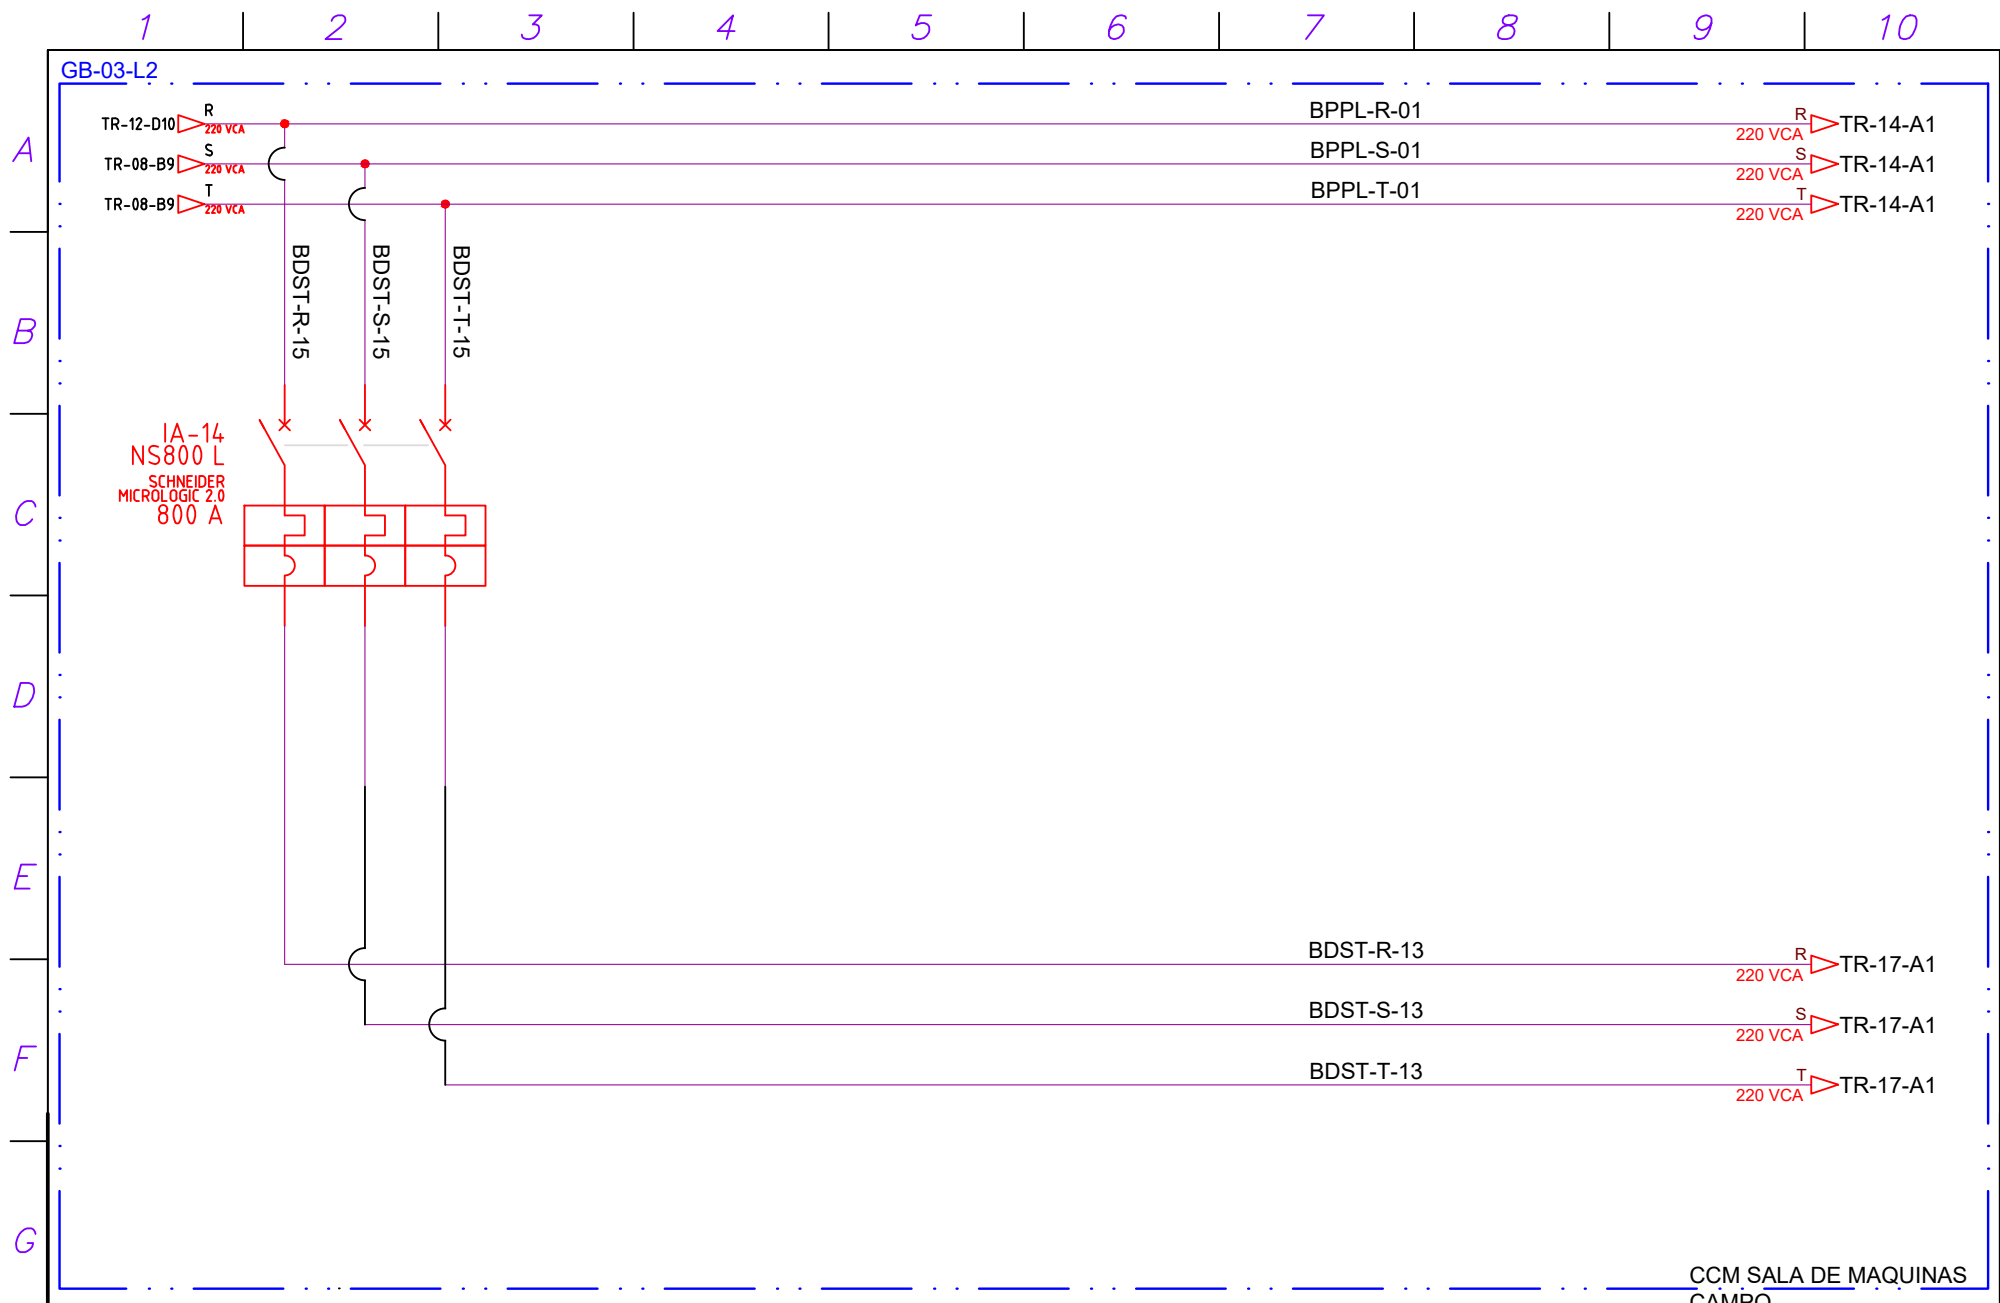 1 2 3 4 5 6 7 8 9 10
GB-03-L2
A
TR-12-D10 R 220 VCA
BPPL-R-01
R 220 VCA TR-14-A1
TR-08-B9 S 220 VCA
BPPL-S-01
S 220 VCA TR-14-A1
TR-08-B9 T 220 VCA
BPPL-T-01
T 220 VCA TR-14-A1
B
BDST-R-15
BDST-S-15
BDST-T-15
C
IA-14
NS800 L
SCHNEIDER
MICROLOGIC 2.0
800 A
D
E
BDST-R-13
R 220 VCA TR-17-A1
F
BDST-S-13
S 220 VCA TR-17-A1
BDST-T-13
T 220 VCA TR-17-A1
G
CCM SALA DE MAQUINAS
CAMPO